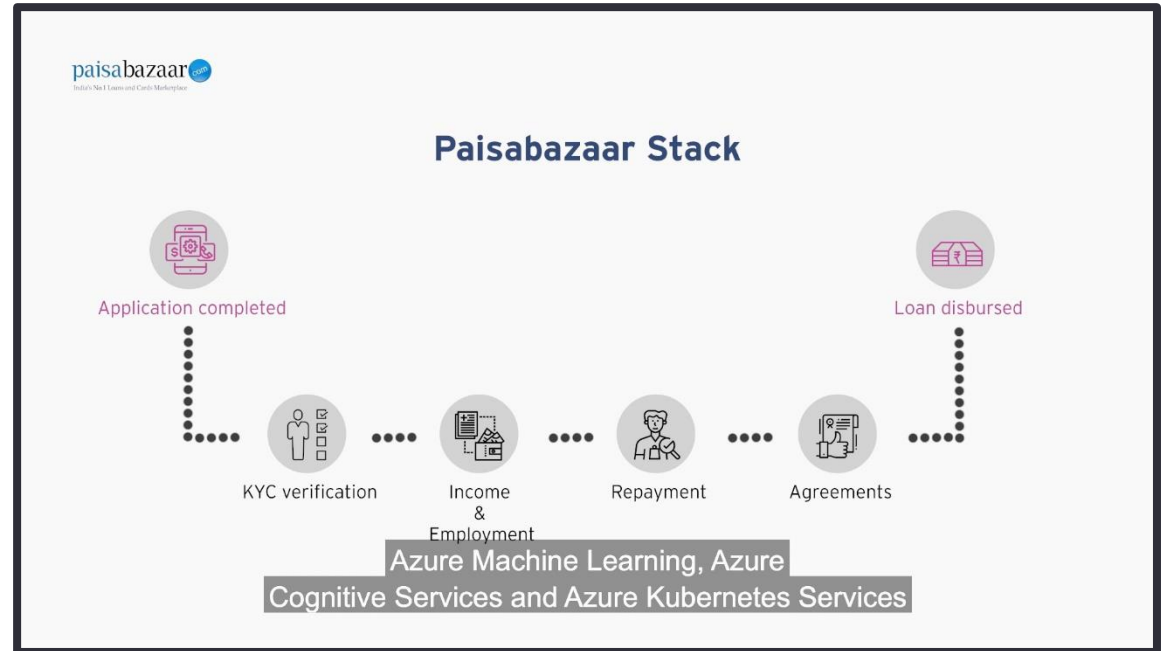 paisabazaar.com
India's No.1 Loans and Cards Marketplace
Paisabazaar Stack
Application completed
Loan disbursed
KYC verification
Income
&
Employment
Repayment
Agreements
Azure Machine Learning, Azure
Cognitive Services and Azure Kubernetes Services